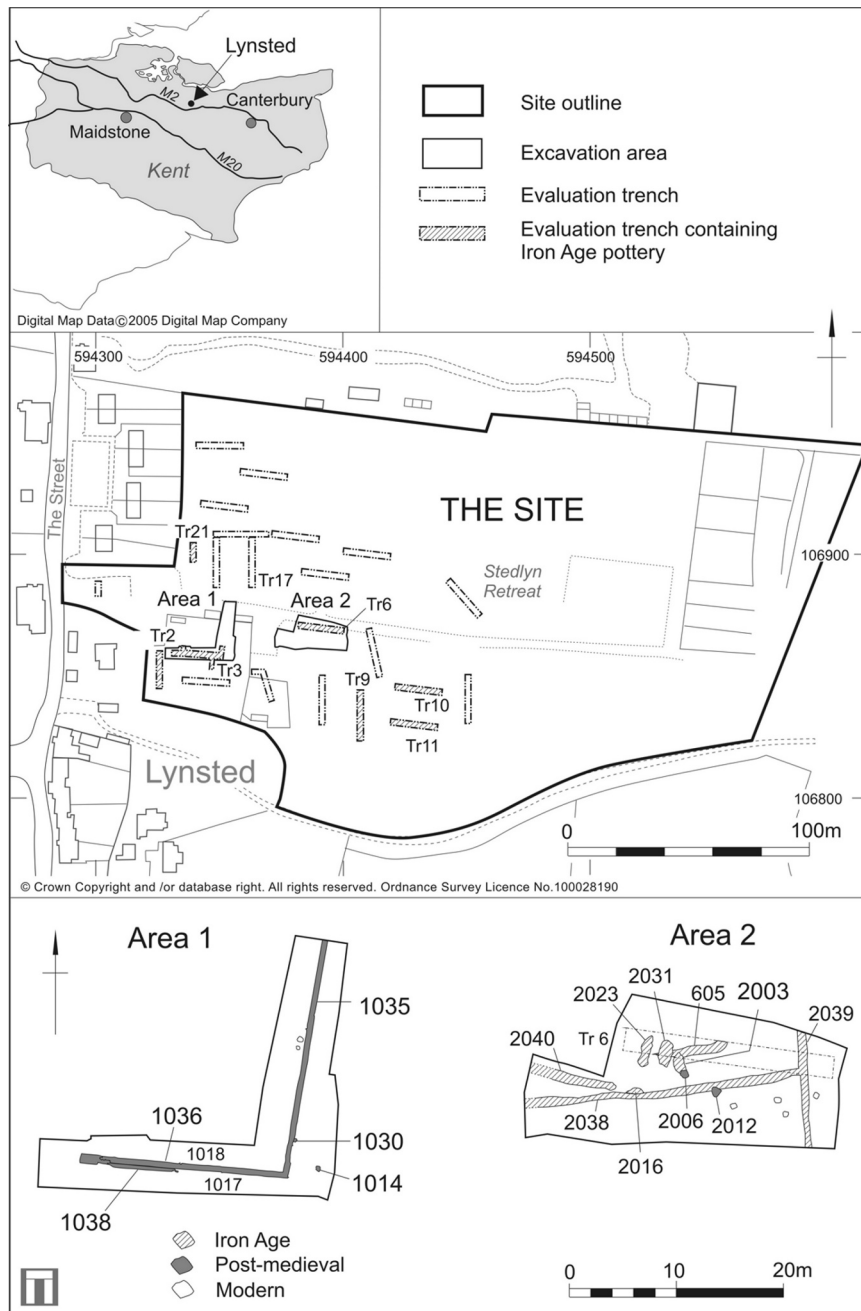 Lynsted
M2
Canterbury
Maidstone
Kent
M20
Digital Map Data©2005 Digital Map Company
Site outline
Excavation area
Evaluation trench
Evaluation trench containing
Iron Age pottery
594300
594400
594500
The Street
THE SITE
Tr21
106900
Stedlyn
Retreat
Tr17
Area 1
Area 2
Tr6
Tr2
Tr3
Tr9
Tr10
Tr11
Lynsted
106800
0
100m
© Crown Copyright and /or database right. All rights reserved. Ordnance Survey Licence No.100028190
Area 1
Area 2
2031
605
2003
2023
2039
1035
Tr 6
2040
1036
1018
1030
2038
2006
2012
1017
2016
1014
1038
Iron Age
Post-medieval
Modern
0
10
20m